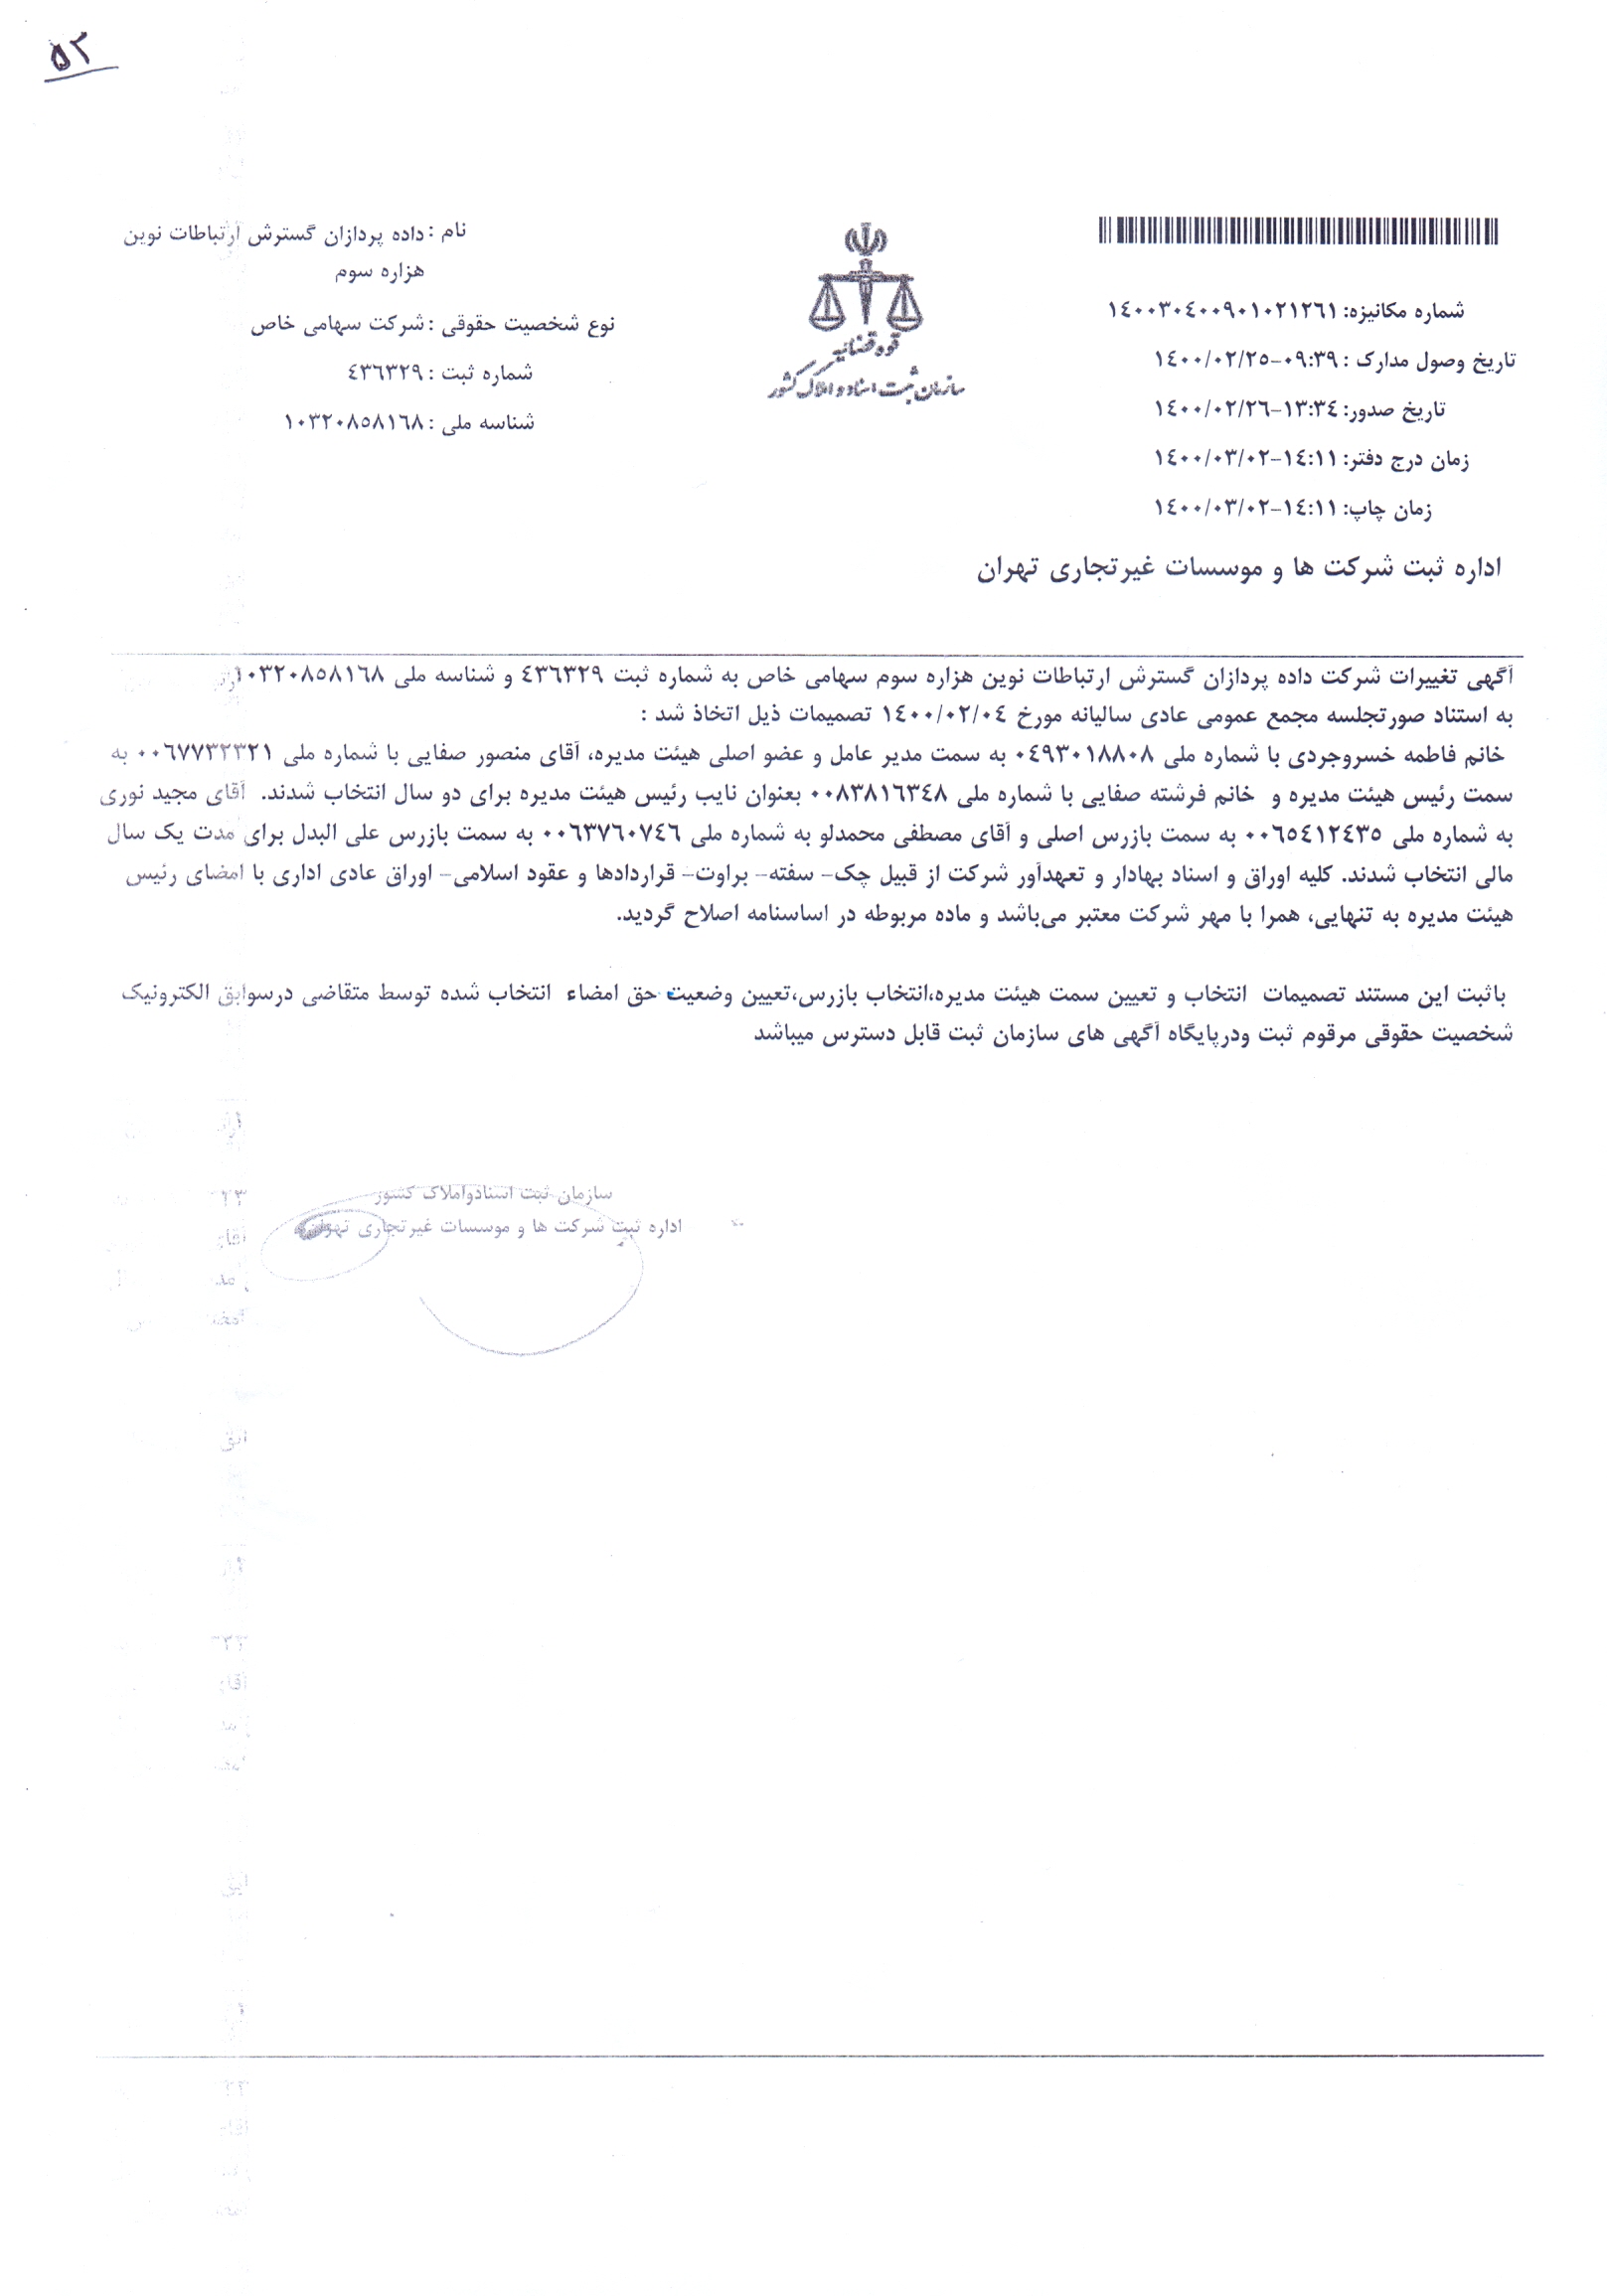 ۵۲
شماره مکانیزه: ۱۴۰۰۳۰۴۰۰۹۰۱۰۲۱۲۶۱
تاریخ وصول مدارک : ۰۹:۳۹-۱۴۰۰/۰۲/۲۵
تاریخ صدور: ۱۳:۳۴-۱۴۰۰/۰۲/۲۶
زمان درج دفتر: ۱۴:۱۱-۱۴۰۰/۰۳/۰۲
زمان چاپ: ۱۴:۱۱-۱۴۰۰/۰۳/۰۲
اداره ثبت شرکت ها و موسسات غیرتجاری تهران
قوه قضائیه
سازمان ثبت اسناد و املاک کشور
نام : داده پردازان گسترش ارتباطات نوین
هزاره سوم
نوع شخصیت حقوقی : شرکت سهامی خاص
شماره ثبت : ۴۳۶۳۲۹
شناسه ملی : ۱۰۳۲۰۸۵۸۱۶۸
آگهی تغییرات شرکت داده پردازان گسترش ارتباطات نوین هزاره سوم سهامی خاص به شماره ثبت ۴۳۶۳۲۹ و شناسه ملی ۱۰۳۲۰۸۵۸۱۶۸
به استناد صورتجلسه مجمع عمومی عادی سالیانه مورخ ۱۴۰۰/۰۲/۰۴ تصمیمات ذیل اتخاذ شد :
خانم فاطمه خسروجردی با شماره ملی ۰۴۹۳۰۱۸۸۰۸ به سمت مدیر عامل و عضو اصلی هیئت مدیره، آقای منصور صفایی با شماره ملی ۰۰۶۷۷۳۲۳۲۱ به
سمت رئیس هیئت مدیره و خانم فرشته صفایی با شماره ملی ۰۰۸۳۸۱۶۳۴۸ بعنوان نایب رئیس هیئت مدیره برای دو سال انتخاب شدند. آقای مجید نوری
به شماره ملی ۰۰۶۵۴۱۲۴۳۵ به سمت بازرس اصلی و آقای مصطفی محمدلو به شماره ملی ۰۰۶۳۷۶۰۷۴۶ به سمت بازرس علی البدل برای مدت یک سال
مالی انتخاب شدند. کلیه اوراق و اسناد بهادار و تعهدآور شرکت از قبیل چک- سفته- براوت- قراردادها و عقود اسلامی- اوراق عادی اداری با امضای رئیس
هیئت مدیره به تنهایی، همرا با مهر شرکت معتبر می‌باشد و ماده مربوطه در اساسنامه اصلاح گردید.
باثبت این مستند تصمیمات انتخاب و تعیین سمت هیئت مدیره،انتخاب بازرس،تعیین وضعیت حق امضاء انتخاب شده توسط متقاضی درسوابق الکترونیک
شخصیت حقوقی مرقوم ثبت ودرپایگاه آگهی های سازمان ثبت قابل دسترس میباشد
سازمان ثبت اسنادواملاک کشور
اداره ثبت شرکت ها و موسسات غیرتجاری تهران